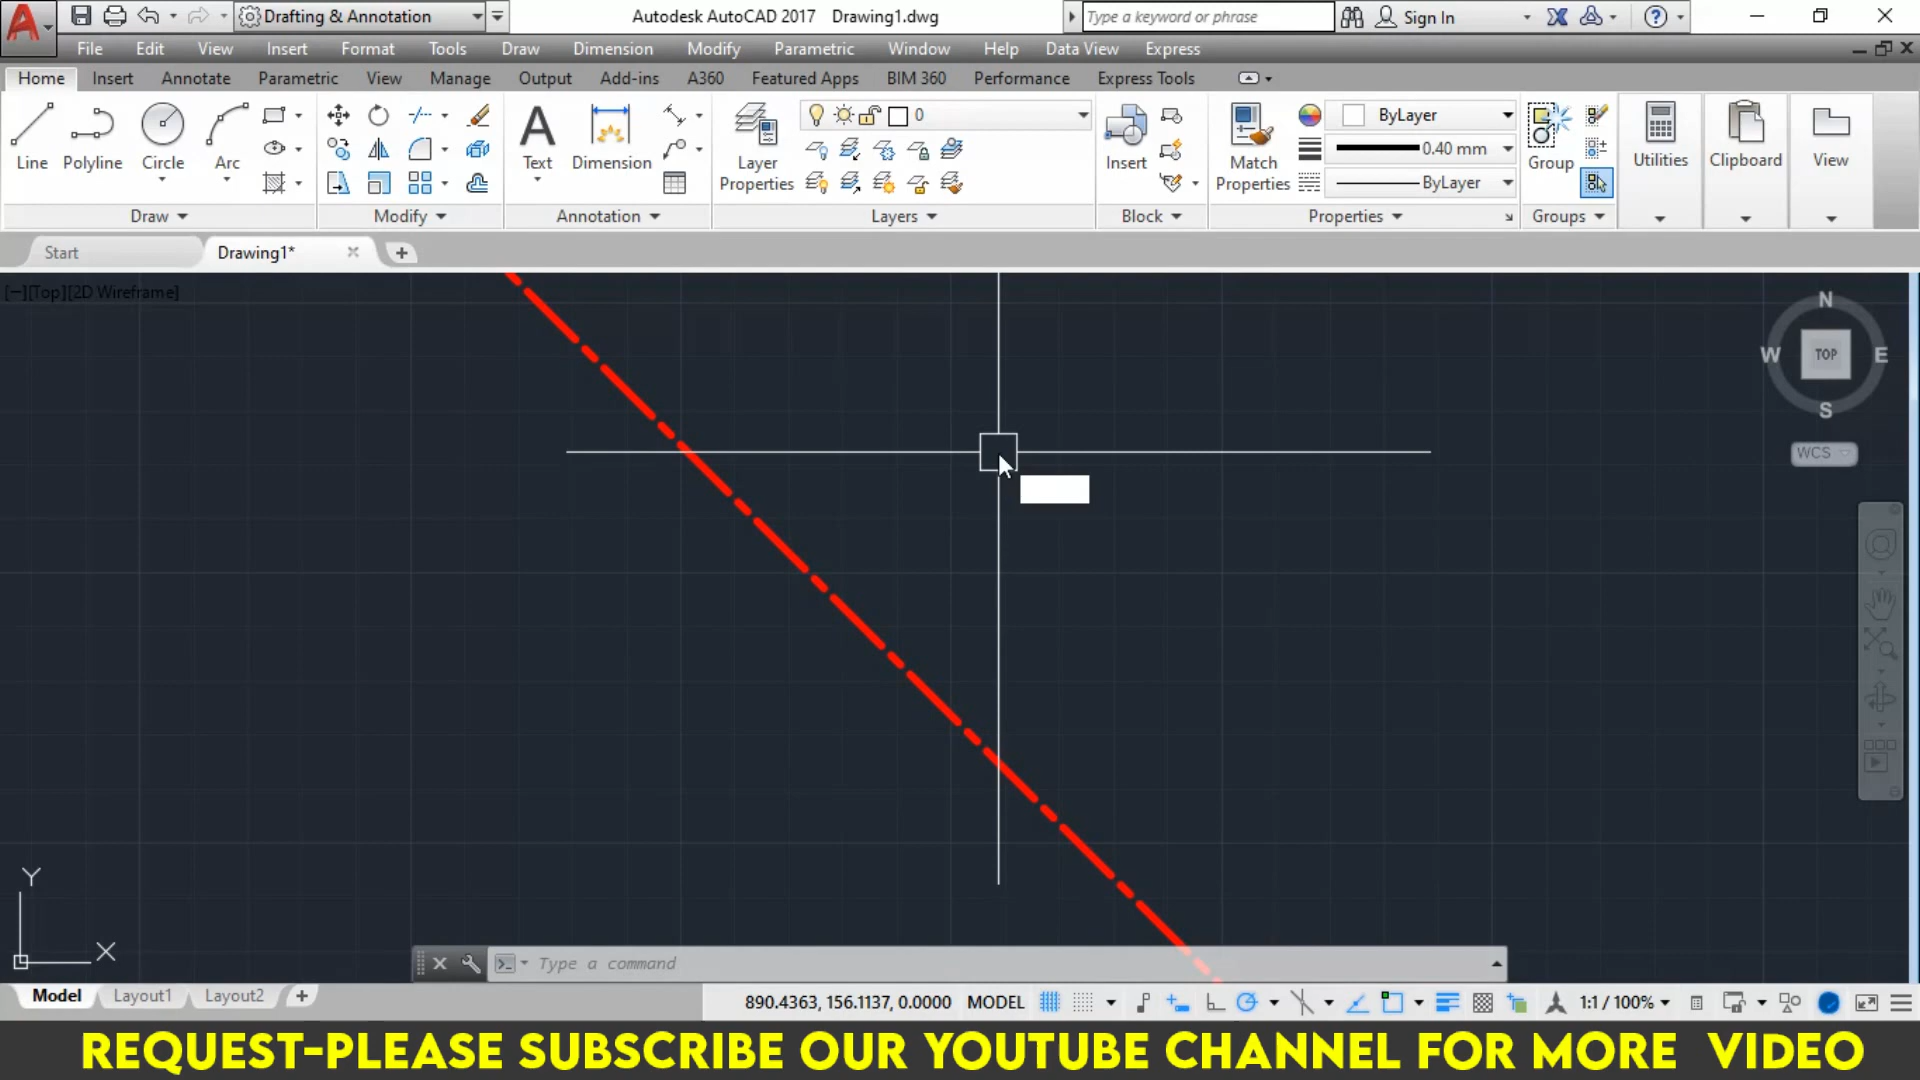 Drafting & Annotation
Autodesk AutoCAD 2017 Drawing1.dwg
Type a keyword or phrase
Sign In
File Edit View Insert Format Tools Draw Dimension Modify Parametric Window Help Data View Express
Home Insert Annotate Parametric View Manage Output Add-ins A360 Featured Apps BIM 360 Performance Express Tools
0
ByLayer
0.40 mm
ByLayer
Line Polyline Circle Arc
Text Dimension
Layer Properties
Insert
Match Properties
Group
Utilities Clipboard View
Draw Modify Annotation Layers Block Properties Groups
Start Drawing1*
[−][Top][2D Wireframe]
N
W TOP E
S
WCS
Y
X
Type a command
Model Layout1 Layout2
890.4363, 156.1137, 0.0000 MODEL 1:1 / 100%
REQUEST-PLEASE SUBSCRIBE OUR YOUTUBE CHANNEL FOR MORE VIDEO